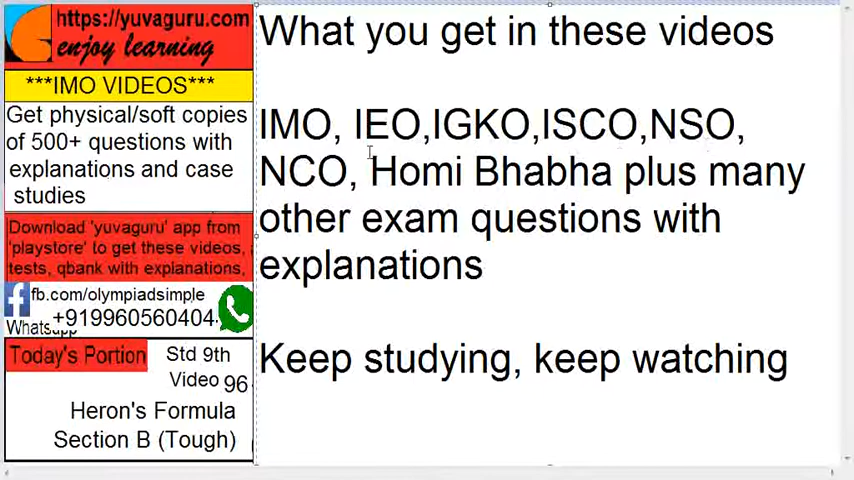 https://yuvaguru.com
enjoy learning
***IMO VIDEOS***
Get physical/soft copies
of 500+ questions with
explanations and case
studies
Download 'yuvaguru' app from
'playstore' to get these videos,
tests, qbank with explanations,
fb.com/olympiadsimple
+919960560404
Whatsapp
Today's Portion Std 9th
Video 96
Heron's Formula
Section B (Tough)
What you get in these videos
IMO, IEO,IGKO,ISCO,NSO,
NCO, Homi Bhabha plus many
other exam questions with
explanations
Keep studying, keep watching